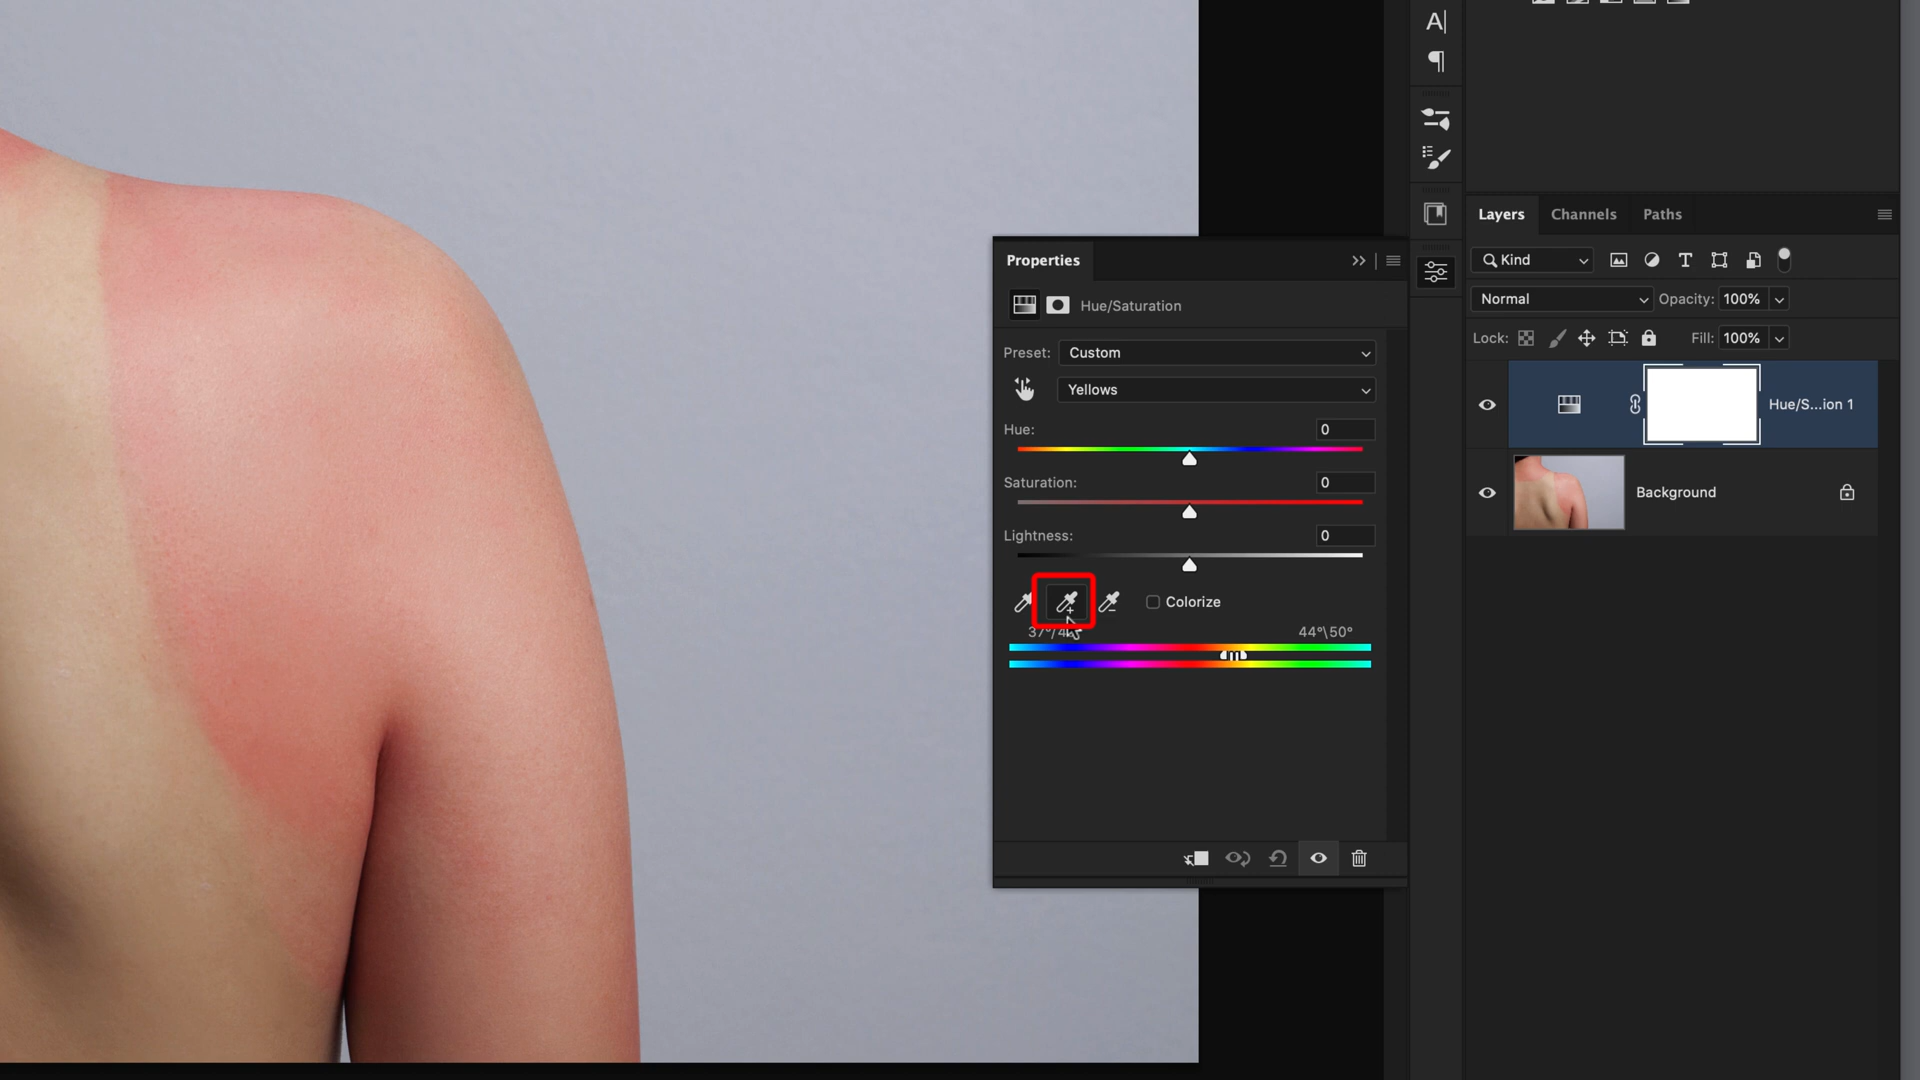 A|
Layers
Channels
Paths
Properties
Kind
Hue/Saturation
Normal
Opacity: 100%
Lock:
Fill: 100%
Preset: Custom
Yellows
Hue/S...ion 1
Hue: 0
Saturation: 0
Background
Lightness: 0
Colorize
44°\50°